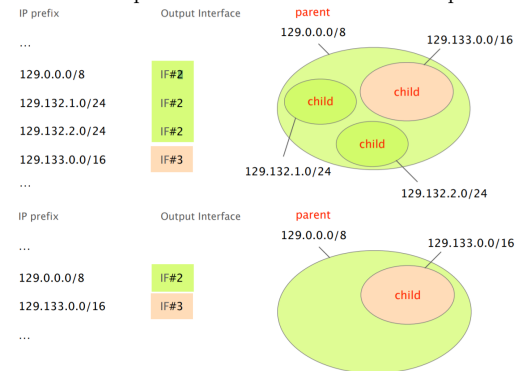 IP prefix Output Interface parent
129.0.0.0/8
129.133.0.0/16
...
129.0.0.0/8 IF#2
129.132.1.0/24 IF#2 child child
129.132.2.0/24 IF#2
129.133.0.0/16 IF#3 child
129.132.1.0/24
...
129.132.2.0/24
IP prefix Output Interface parent
129.0.0.0/8
129.133.0.0/16
...
129.0.0.0/8 IF#2
129.133.0.0/16 IF#3 child
...